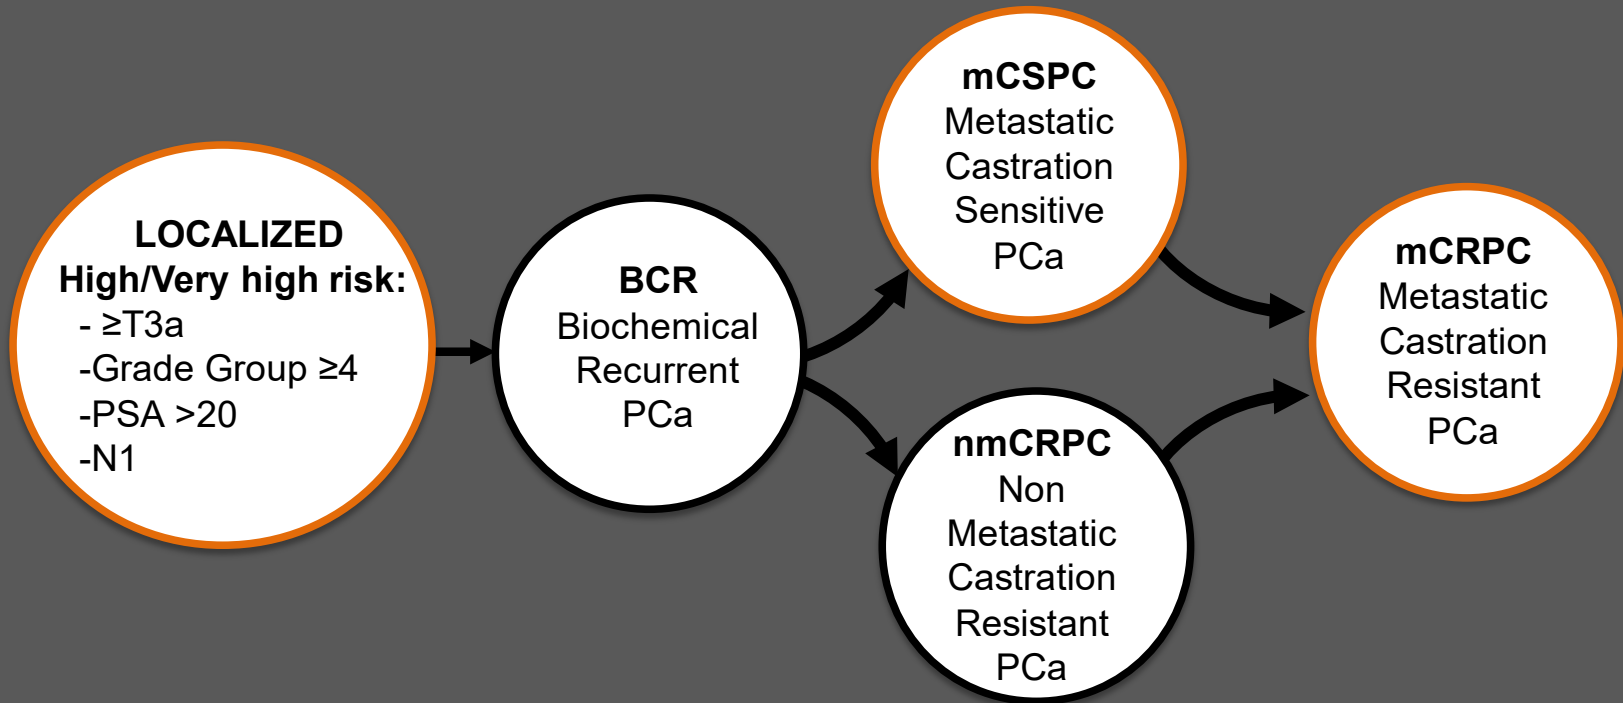 LOCALIZED
High/Very high risk:
- ≥T3a
-Grade Group ≥4
-PSA >20
-N1
BCR
Biochemical
Recurrent
PCa
mCSPC
Metastatic
Castration
Sensitive
PCa
nmCRPC
Non
Metastatic
Castration
Resistant
PCa
mCRPC
Metastatic
Castration
Resistant
PCa